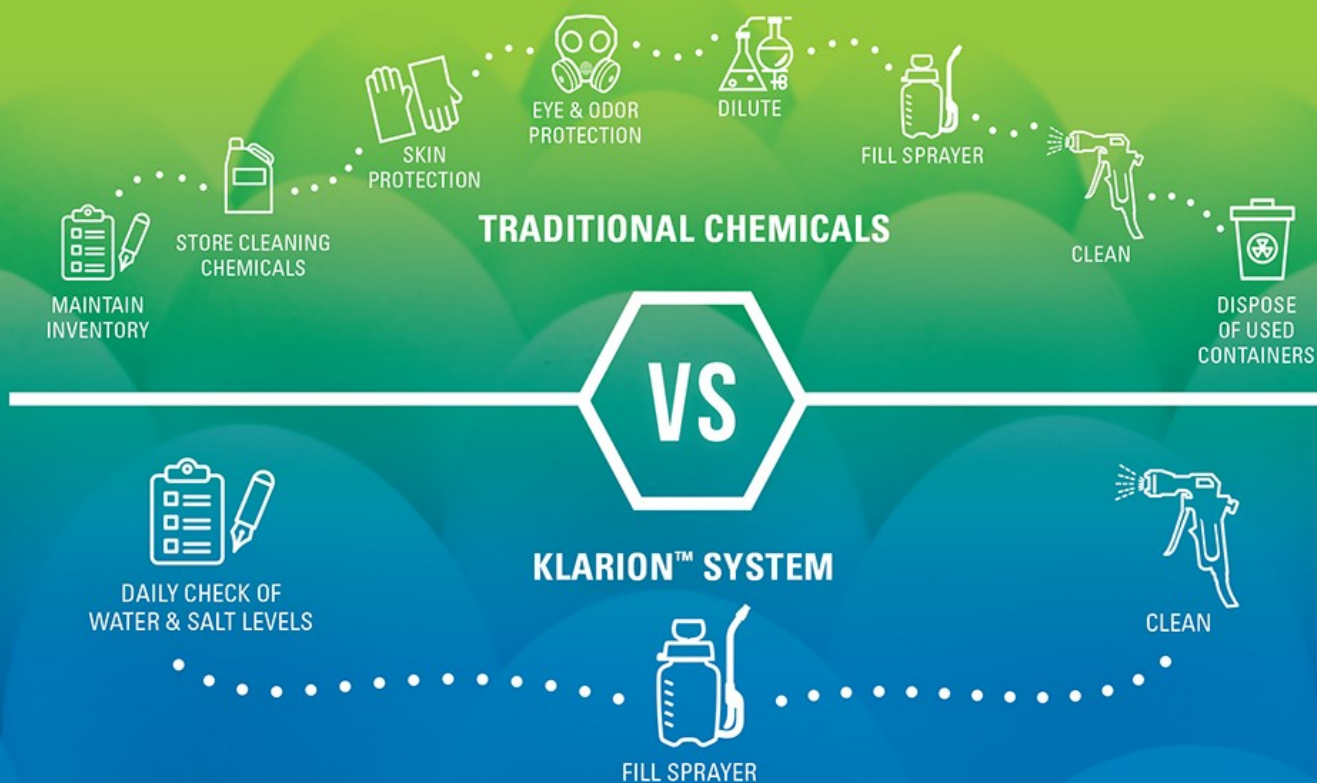 MAINTAIN
INVENTORY
STORE CLEANING
CHEMICALS
SKIN
PROTECTION
EYE & ODOR
PROTECTION
DILUTE
FILL SPRAYER
CLEAN
DISPOSE
OF USED
CONTAINERS
TRADITIONAL CHEMICALS
VS
KLARION™ SYSTEM
DAILY CHECK OF
WATER & SALT LEVELS
FILL SPRAYER
CLEAN